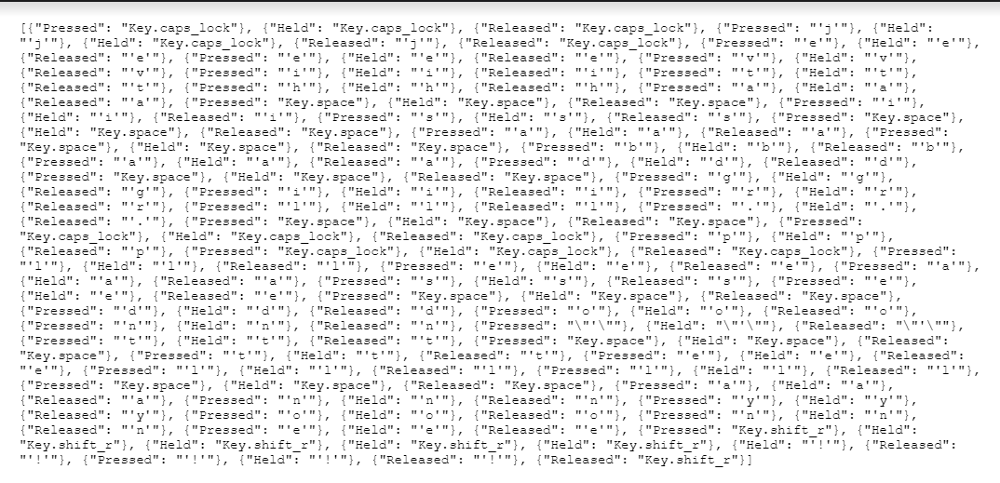 [{"Pressed": "Key.caps_lock"}, {"Held": "Key.caps_lock"}, {"Released": "Key.caps_lock"}, {"Pressed": "'j'"}, {"Held":
"'j'"}, {"Held": "Key.caps_lock"}, {"Released": "'j'"}, {"Released": "Key.caps_lock"}, {"Pressed": "'e'"}, {"Held": "'e'"},
{"Released": "'e'"}, {"Pressed": "'e'"}, {"Held": "'e'"}, {"Released": "'e'"}, {"Pressed": "'v'"}, {"Held": "'v'"},
{"Released": "'v'"}, {"Pressed": "'i'"}, {"Held": "'i'"}, {"Released": "'i'"}, {"Pressed": "'t'"}, {"Held": "'t'"},
{"Released": "'t'"}, {"Pressed": "'h'"}, {"Held": "'h'"}, {"Released": "'h'"}, {"Pressed": "'a'"}, {"Held": "'a'"},
{"Released": "'a'"}, {"Pressed": "Key.space"}, {"Held": "Key.space"}, {"Released": "Key.space"}, {"Pressed": "'i'"},
{"Held": "'i'"}, {"Released": "'i'"}, {"Pressed": "'s'"}, {"Held": "'s'"}, {"Released": "'s'"}, {"Pressed": "Key.space"},
{"Held": "Key.space"}, {"Released": "Key.space"}, {"Pressed": "'a'"}, {"Held": "'a'"}, {"Released": "'a'"}, {"Pressed":
"Key.space"}, {"Held": "Key.space"}, {"Released": "Key.space"}, {"Pressed": "'b'"}, {"Held": "'b'"}, {"Released": "'b'"},
{"Pressed": "'a'"}, {"Held": "'a'"}, {"Released": "'a'"}, {"Pressed": "'d'"}, {"Held": "'d'"}, {"Released": "'d'"},
{"Pressed": "Key.space"}, {"Held": "Key.space"}, {"Released": "Key.space"}, {"Pressed": "'g'"}, {"Held": "'g'"},
{"Released": "'g'"}, {"Pressed": "'i'"}, {"Held": "'i'"}, {"Released": "'i'"}, {"Pressed": "'r'"}, {"Held": "'r'"},
{"Released": "'r'"}, {"Pressed": "'l'"}, {"Held": "'l'"}, {"Released": "'l'"}, {"Pressed": "'.'"}, {"Held": "'.'"},
{"Released": "'.'"}, {"Pressed": "Key.space"}, {"Held": "Key.space"}, {"Released": "Key.space"}, {"Pressed":
"Key.caps_lock"}, {"Held": "Key.caps_lock"}, {"Released": "Key.caps_lock"}, {"Pressed": "'p'"}, {"Held": "'p'"},
{"Released": "'p'"}, {"Pressed": "Key.caps_lock"}, {"Held": "Key.caps_lock"}, {"Released": "Key.caps_lock"}, {"Pressed":
"'l'"}, {"Held": "'l'"}, {"Released": "'l'"}, {"Pressed": "'e'"}, {"Held": "'e'"}, {"Released": "'e'"}, {"Pressed": "'a'"},
{"Held": "'a'"}, {"Released": "'a'"}, {"Pressed": "'s'"}, {"Held": "'s'"}, {"Released": "'s'"}, {"Pressed": "'e'"},
{"Held": "'e'"}, {"Released": "'e'"}, {"Pressed": "Key.space"}, {"Held": "Key.space"}, {"Released": "Key.space"},
{"Pressed": "'d'"}, {"Held": "'d'"}, {"Released": "'d'"}, {"Pressed": "'o'"}, {"Held": "'o'"}, {"Released": "'o'"},
{"Pressed": "'n'"}, {"Held": "'n'"}, {"Released": "'n'"}, {"Pressed": "\"'\""}, {"Held": "\"'\""}, {"Released": "\"'\""},
{"Pressed": "'t'"}, {"Held": "'t'"}, {"Released": "'t'"}, {"Pressed": "Key.space"}, {"Held": "Key.space"}, {"Released":
"Key.space"}, {"Pressed": "'t'"}, {"Held": "'t'"}, {"Released": "'t'"}, {"Pressed": "'e'"}, {"Held": "'e'"}, {"Released":
"'e'"}, {"Pressed": "'l'"}, {"Held": "'l'"}, {"Released": "'l'"}, {"Pressed": "'l'"}, {"Held": "'l'"}, {"Released": "'l'"},
{"Pressed": "Key.space"}, {"Held": "Key.space"}, {"Released": "Key.space"}, {"Pressed": "'a'"}, {"Held": "'a'"},
{"Released": "'a'"}, {"Pressed": "'n'"}, {"Held": "'n'"}, {"Released": "'n'"}, {"Pressed": "'y'"}, {"Held": "'y'"},
{"Released": "'y'"}, {"Pressed": "'o'"}, {"Held": "'o'"}, {"Released": "'o'"}, {"Pressed": "'n'"}, {"Held": "'n'"},
{"Released": "'n'"}, {"Pressed": "'e'"}, {"Held": "'e'"}, {"Released": "'e'"}, {"Pressed": "Key.shift_r"}, {"Held":
"Key.shift_r"}, {"Held": "Key.shift_r"}, {"Held": "Key.shift_r"}, {"Held": "Key.shift_r"}, {"Held": "'!'"}, {"Released":
"'!'"}, {"Pressed": "'!'"}, {"Held": "'!'"}, {"Released": "'!'"}, {"Released": "Key.shift_r"}]